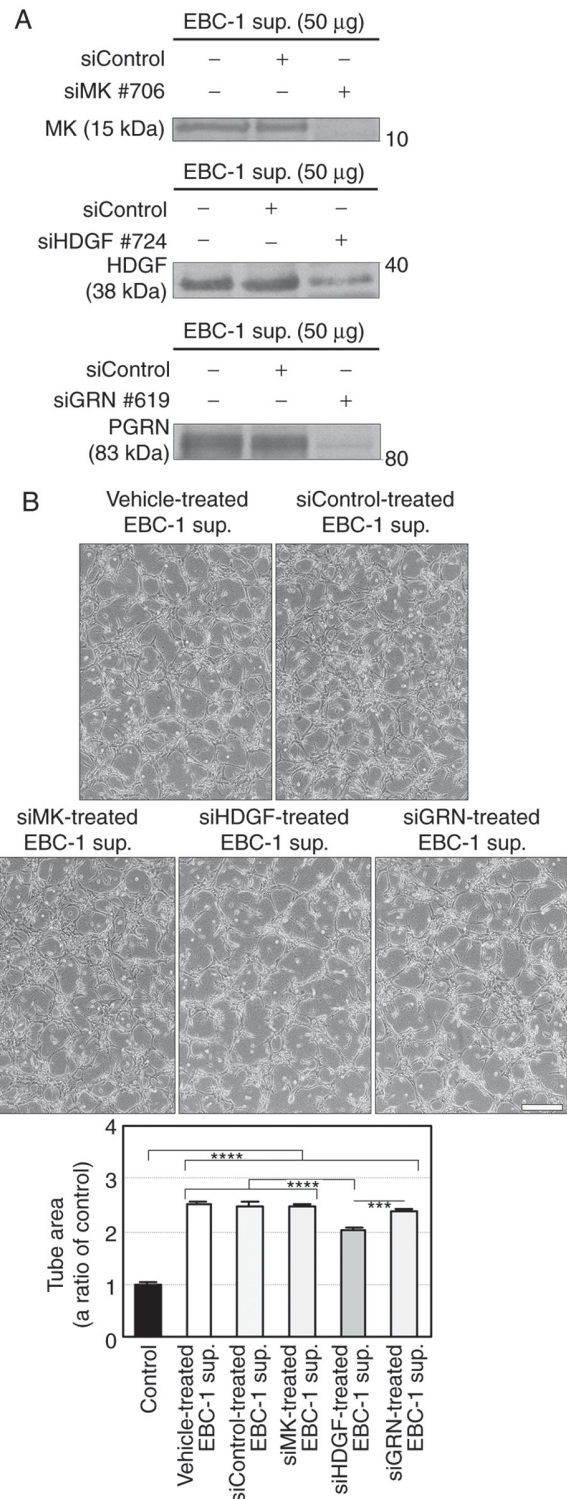 A
EBC-1 sup. (50 μg)
siControl − + −
siMK #706 − − +
MK (15 kDa) 10
EBC-1 sup. (50 μg)
siControl − + −
siHDGF #724 − − +
HDGF 40
(38 kDa)
EBC-1 sup. (50 μg)
siControl − + −
siGRN #619 − − +
PGRN
(83 kDa) 80
B
Vehicle-treated siControl-treated
EBC-1 sup. EBC-1 sup.
siMK-treated siHDGF-treated siGRN-treated
EBC-1 sup. EBC-1 sup. EBC-1 sup.
Tube area
(a ratio of control)
4
3
2
1
0
****
****
***
Control
Vehicle-treated
EBC-1 sup.
siControl-treated
EBC-1 sup.
siMK-treated
EBC-1 sup.
siHDGF-treated
EBC-1 sup.
siGRN-treated
EBC-1 sup.